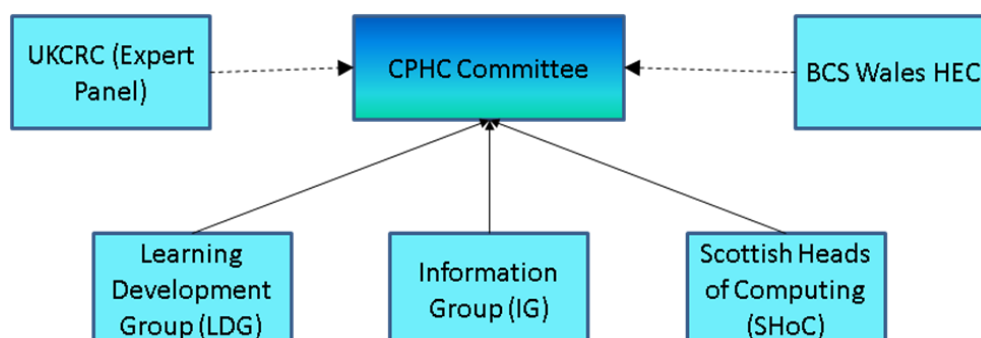 UKCRC (Expert
Panel)
CPHC Committee
BCS Wales HEC
Learning
Development
Group (LDG)
Information
Group (IG)
Scottish Heads
of Computing
(SHoC)